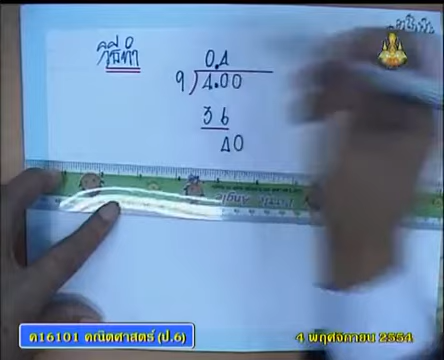 วิธีทำ
0.4
9) 4.00
36
40
ค16101 คณิตศาสตร์ (ป.6)
4 พฤศจิกายน 2554